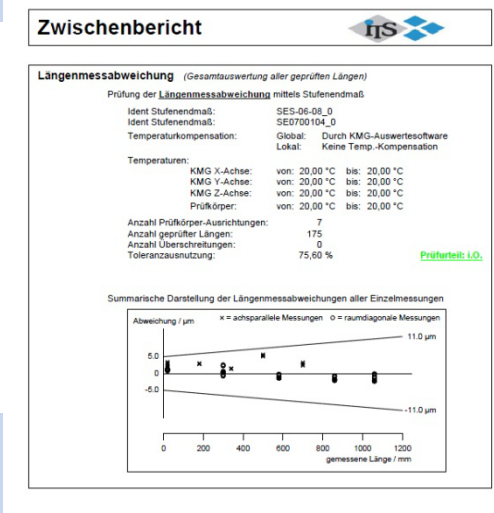 Zwischenbericht
iTS
Längenmessabweichung (Gesamtauswertung aller geprüften Längen)
Prüfung der Längenmessabweichung mittels Stufenendmaß
Ident Stufenendmaß: SES-06-08_0
Ident Stufenendmaß: SE0700104_0
Temperaturkompensation: Global: Durch KMG-Auswertesoftware
Lokal: Keine Temp.-Kompensation
Temperaturen:
KMG X-Achse: von: 20,00 °C bis: 20,00 °C
KMG Y-Achse: von: 20,00 °C bis: 20,00 °C
KMG Z-Achse: von: 20,00 °C bis: 20,00 °C
Prüfkörper: von: 20,00 °C bis: 20,00 °C
Anzahl Prüfkörper-Ausrichtungen: 7
Anzahl geprüfter Längen: 175
Anzahl Überschreitungen: 0
Toleranzausnutzung: 75,60 % Prüfurteil: i.O.
Summarische Darstellung der Längenmessabweichungen aller Einzelmessungen
Abweichung / µm × = achsparallele Messungen o = raumdiagonale Messungen
11.0 µm
5.0
0
-5.0
-11.0 µm
0 200 400 600 800 1000 1200
gemessene Länge / mm